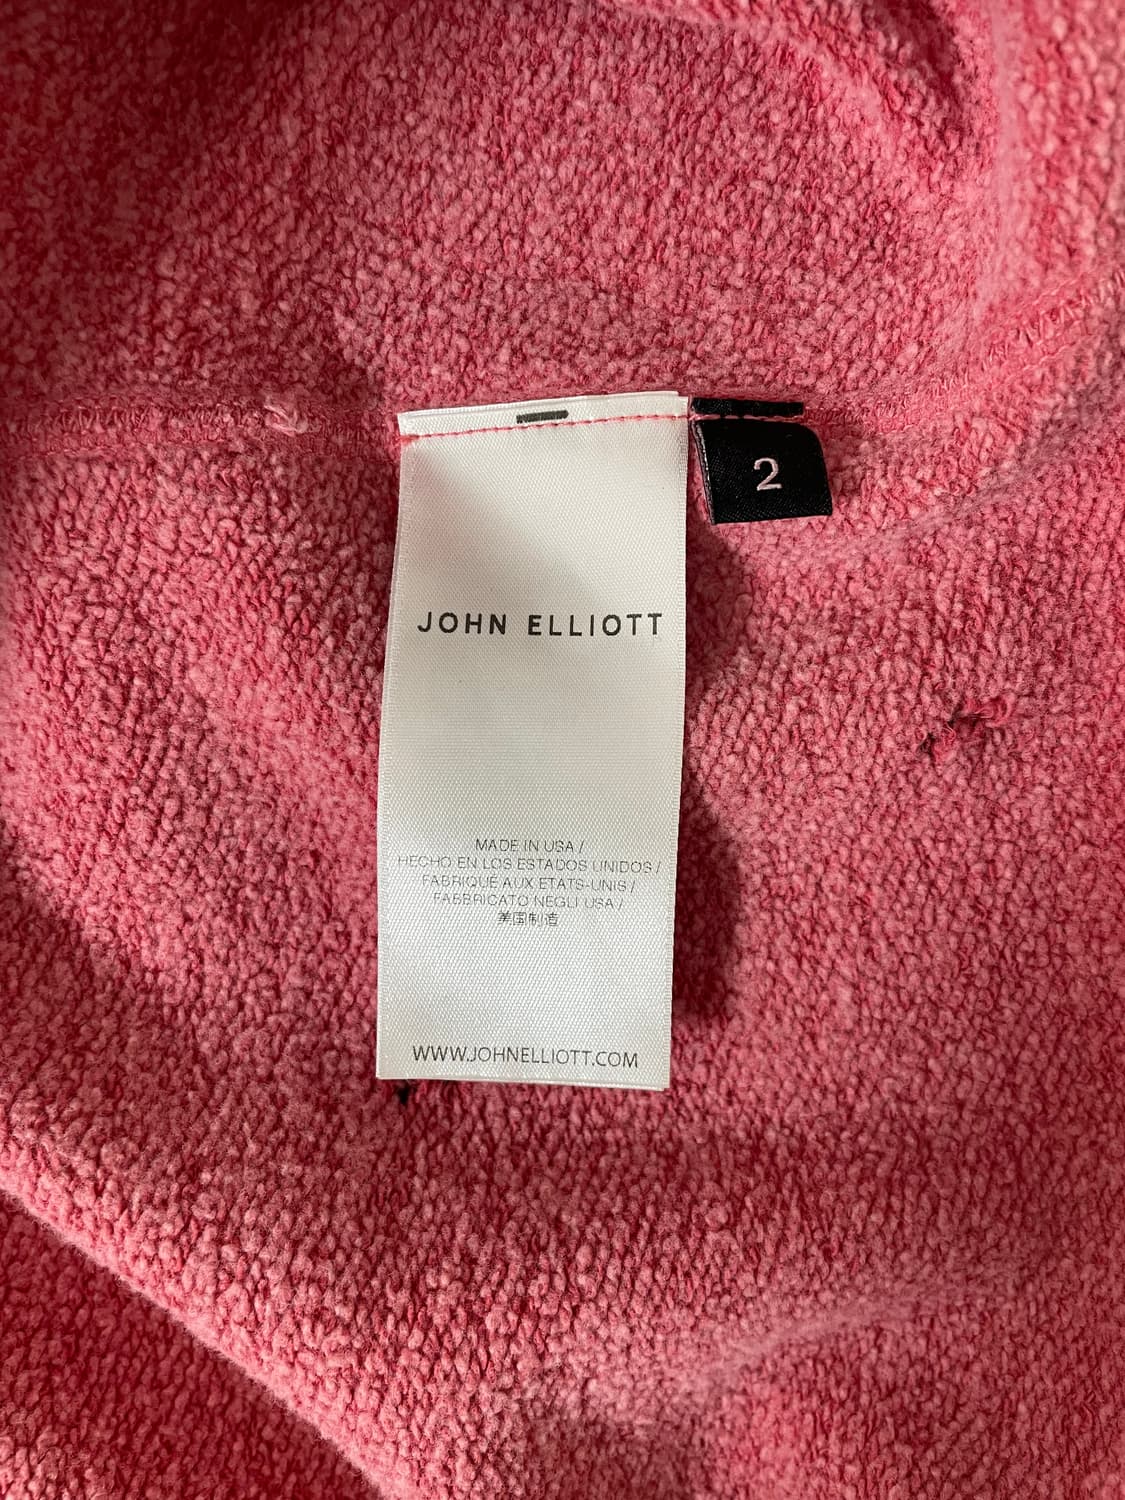 2
JOHN ELLIOTT
MADE IN USA /
HECHO EN LOS ESTADOS UNIDOS /
FABRIQUÉ AUX ETATS-UNIS /
FABBRICATO NEGLI USA /
美国制造
WWW.JOHNELLIOTT.COM